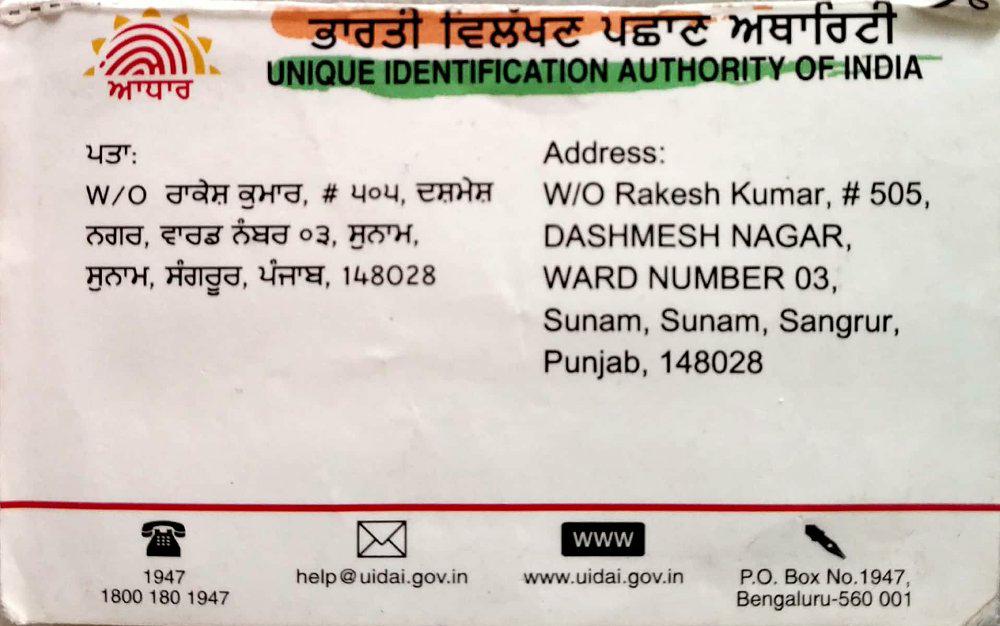 ਭਾਰਤੀ ਵਿਲੱਖਣ ਪਛਾਣ ਅਥਾਰਿਟੀ
UNIQUE IDENTIFICATION AUTHORITY OF INDIA
ਆਧਾਰ
ਪਤਾ:
W/O ਰਾਕੇਸ਼ ਕੁਮਾਰ, # ੫੦੫, ਦਸ਼ਮੇਸ਼
ਨਗਰ, ਵਾਰਡ ਨੰਬਰ ੦੩, ਸੁਨਾਮ,
ਸੁਨਾਮ, ਸੰਗਰੂਰ, ਪੰਜਾਬ, 148028
Address:
W/O Rakesh Kumar, # 505,
DASHMESH NAGAR,
WARD NUMBER 03,
Sunam, Sunam, Sangrur,
Punjab, 148028
1947
1800 180 1947
help@uidai.gov.in
www
www.uidai.gov.in
P.O. Box No.1947,
Bengaluru-560 001